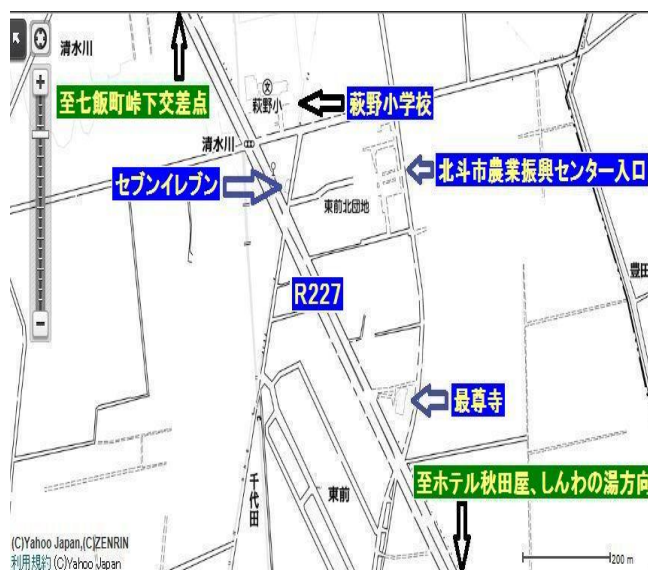 清水川
至七飯町峠下交差点
文
萩野小
萩野小学校
清水川
セブンイレブン
北斗市農業振興センター入口
東前北団地
豊田
R227
最尊寺
至ホテル秋田屋、しんわの湯方向
千代田
東前
(C)Yahoo Japan,(C)ZENRIN
利用規約 (C)Yahoo Japan
200 m